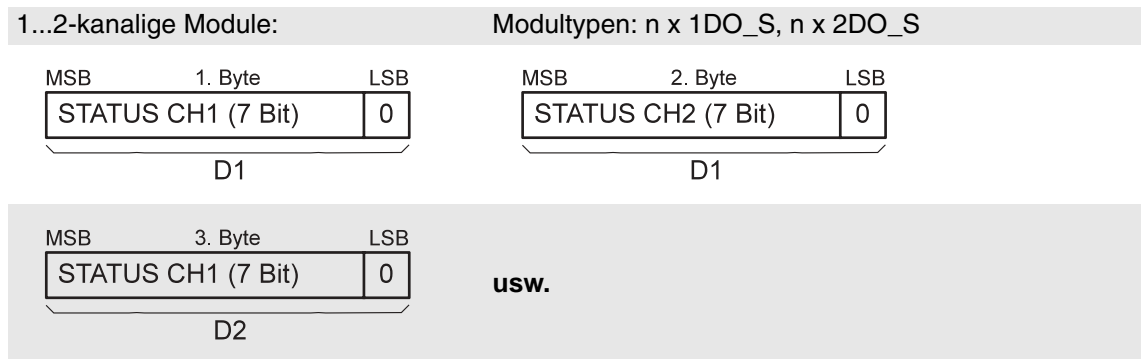 1...2-kanalige Module: Modultypen: n x 1DO_S, n x 2DO_S
MSB 1. Byte LSB MSB 2. Byte LSB
STATUS CH1 (7 Bit) 0 STATUS CH2 (7 Bit) 0
D1 D1
MSB 3. Byte LSB
STATUS CH1 (7 Bit) 0 usw.
D2